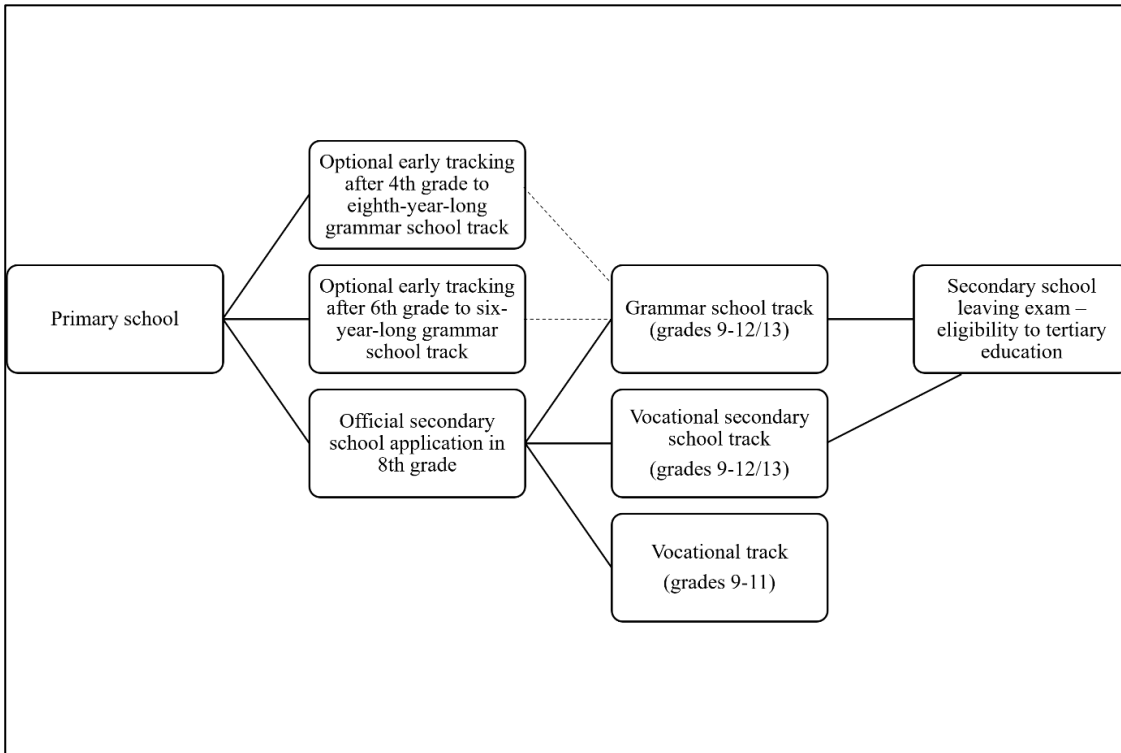 Primary school
Optional early tracking
after 4th grade to
eighth-year-long
grammar school track
Optional early tracking
after 6th grade to six-
year-long grammar
school track
Official secondary
school application in
8th grade
Grammar school track
(grades 9-12/13)
Vocational secondary
school track
(grades 9-12/13)
Vocational track
(grades 9-11)
Secondary school
leaving exam –
eligibility to tertiary
education